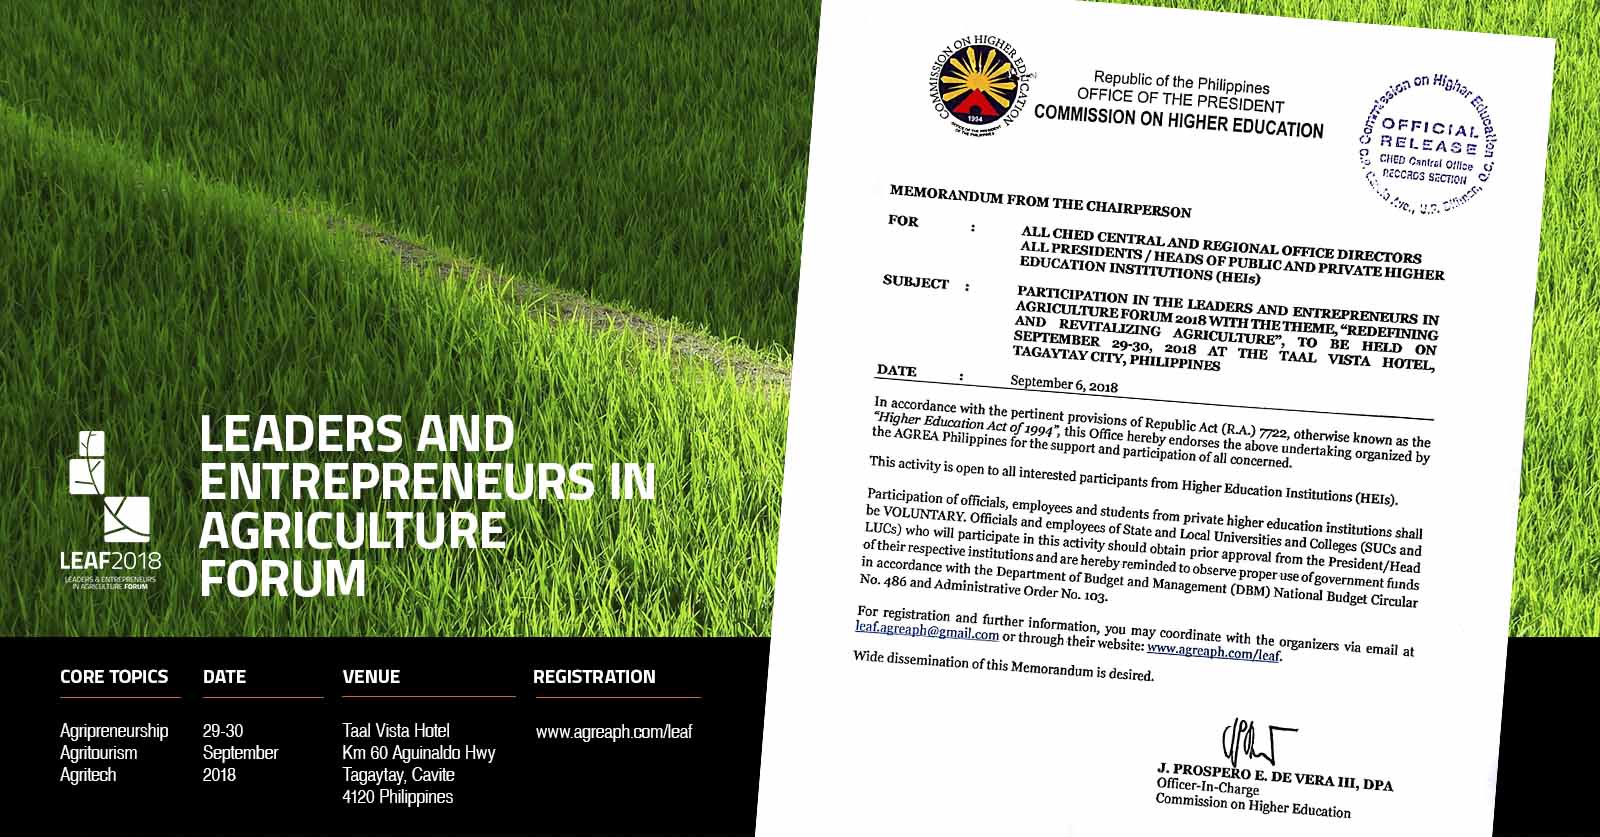 LEADERS AND
ENTREPRENEURS IN
AGRICULTURE
FORUM
LEAF2018
LEADERS & ENTREPRENEURS
IN AGRICULTURE FORUM
CORE TOPICS
Agripreneurship
Agritourism
Agritech
DATE
29-30
September
2018
VENUE
Taal Vista Hotel
Km 60 Aguinaldo Hwy
Tagaytay, Cavite
4120 Philippines
REGISTRATION
www.agreaph.com/leaf
COMMISSION ON HIGHER EDUCATION
1994
OFFICE OF THE PRESIDENT
OF THE PHILIPPINES
Republic of the Philippines
OFFICE OF THE PRESIDENT
COMMISSION ON HIGHER EDUCATION
Commission on Higher Education
OFFICIAL
RELEASE
CHED Central Office
RECORDS SECTION
Ave., U.P. Diliman, Q.C.
MEMORANDUM FROM THE CHAIRPERSON
FOR : ALL CHED CENTRAL AND REGIONAL OFFICE DIRECTORS
ALL PRESIDENTS / HEADS OF PUBLIC AND PRIVATE HIGHER
EDUCATION INSTITUTIONS (HEIs)
SUBJECT : PARTICIPATION IN THE LEADERS AND ENTREPRENEURS IN
AGRICULTURE FORUM 2018 WITH THE THEME, “REDEFINING
AND REVITALIZING AGRICULTURE”, TO BE HELD ON
SEPTEMBER 29-30, 2018 AT THE TAAL VISTA HOTEL,
TAGAYTAY CITY, PHILIPPINES
DATE : September 6, 2018
In accordance with the pertinent provisions of Republic Act (R.A.) 7722, otherwise known as the
“Higher Education Act of 1994”, this Office hereby endorses the above undertaking organized by
the AGREA Philippines for the support and participation of all concerned.
This activity is open to all interested participants from Higher Education Institutions (HEIs).
Participation of officials, employees and students from private higher education institutions shall
be VOLUNTARY. Officials and employees of State and Local Universities and Colleges (SUCs and
LUCs) who will participate in this activity should obtain prior approval from the President/Head
of their respective institutions and are hereby reminded to observe proper use of government funds
in accordance with the Department of Budget and Management (DBM) National Budget Circular
No. 486 and Administrative Order No. 103.
For registration and further information, you may coordinate with the organizers via email at
leaf.agreaph@gmail.com or through their website: www.agreaph.com/leaf.
Wide dissemination of this Memorandum is desired.
J. PROSPERO E. DE VERA III, DPA
Officer-In-Charge
Commission on Higher Education